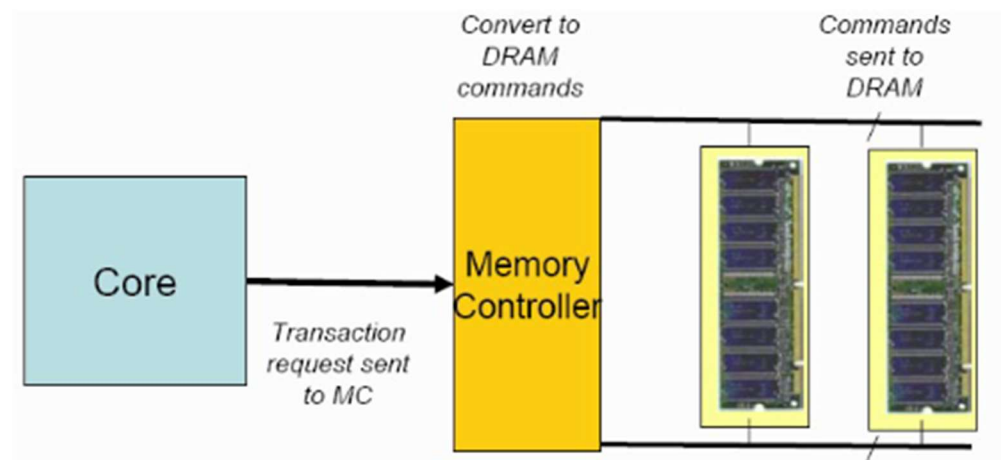 Convert to
DRAM
commands
Commands
sent to
DRAM
Core
Memory
Controller
Transaction
request sent
to MC